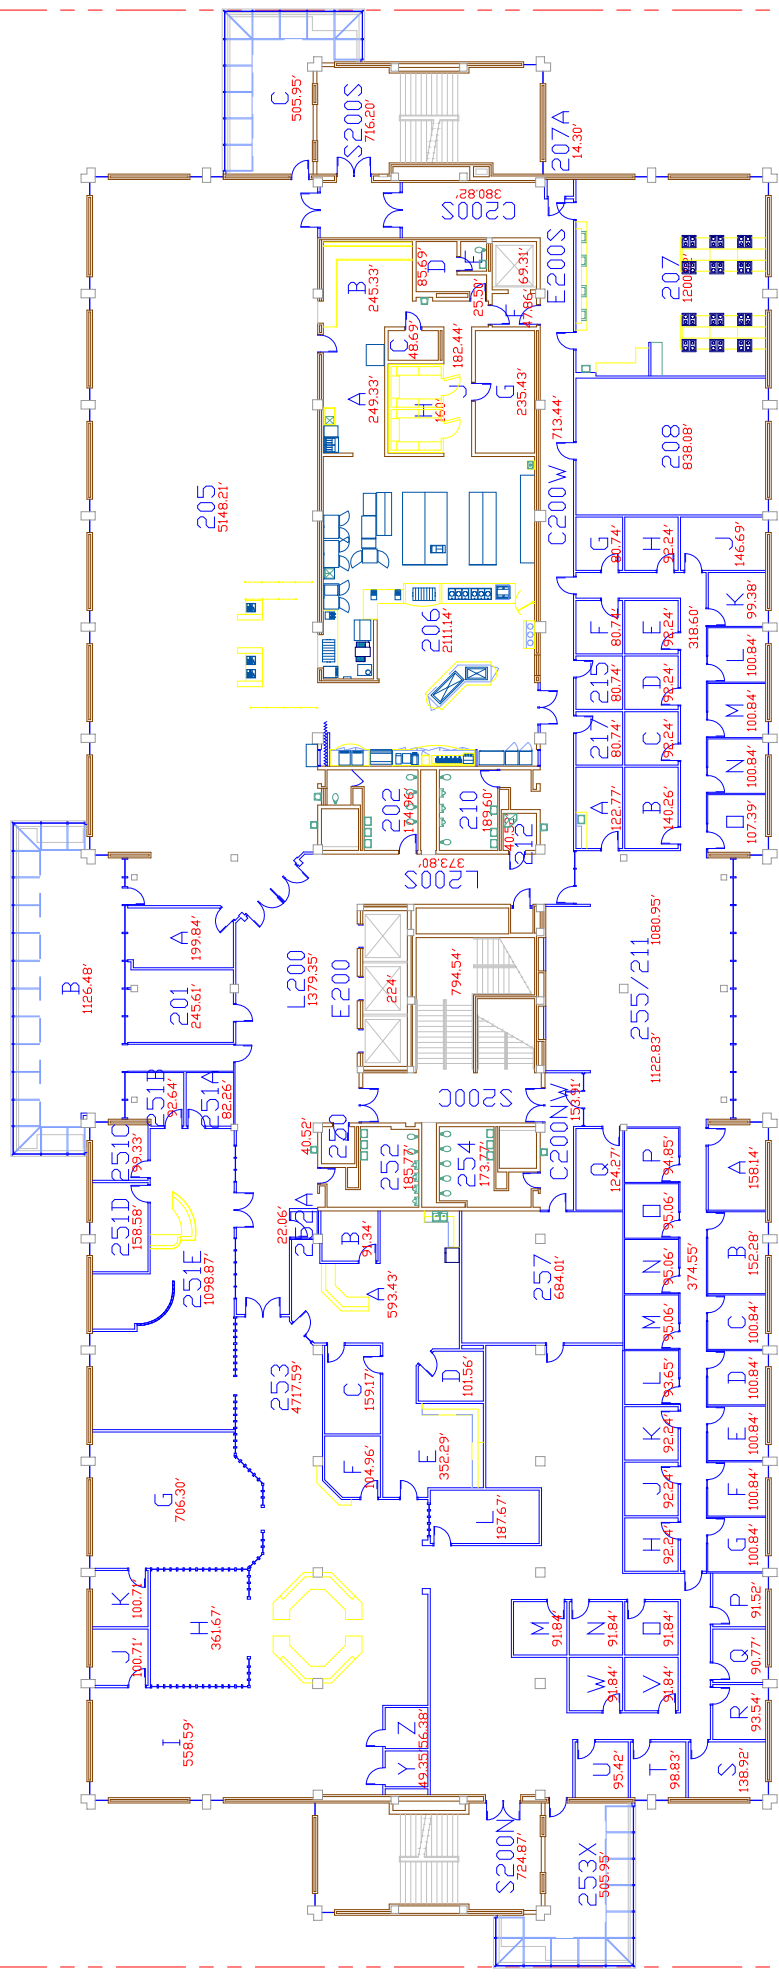 C
505.95'
S200S
716.20'
207A
14.30'
C200S
380.82'
E200S
B
245.33'
D
85.69'
69.31'
25.50'
47.86'
207
C
48.69'
182.44'
A
249.33'
H
160'
G
235.43'
713.44'
C200W
208
838.08'
205
5148.21'
206
2111.14'
G
80.74'
H
92.24'
J
146.69'
F
80.74'
E
92.24'
318.60'
K
99.38'
215
80.74'
D
92.24'
L
100.84'
217
80.74'
C
92.24'
M
100.84'
N
100.84'
A
122.77'
B
140.26'
O
107.39'
202
174.96'
210
189.60'
212
L200S
373.80'
B
1126.48'
A
199.84'
201
245.61'
L200
1379.35'
E200
224'
794.54'
255/211
1080.95'
1122.83'
251B
92.64'
251A
82.26'
S200C
C200NW
153.91'
251C
99.33'
251D
158.58'
251E
1098.87'
40.52'
250
252
185.77'
254
173.77'
Q
124.27'
P
94.85'
A
158.14'
22.06'
252A
B
91.34'
A
593.43'
257
684.01'
O
95.06'
N
95.06'
374.55'
B
152.28'
M
95.06'
C
100.84'
253
4717.59'
C
159.17'
D
101.56'
L
93.65'
D
100.84'
F
104.96'
E
352.29'
K
92.24'
E
100.84'
G
706.30'
L
187.67'
J
92.24'
F
100.84'
H
92.24'
G
100.84'
K
100.71'
J
100.71'
H
361.67'
M
91.84'
N
91.84'
O
91.84'
P
91.52'
W
91.84'
V
91.84'
Q
90.77'
R
93.54'
I
558.59'
Z
56.38'
Y
49.35'
U
95.42'
T
98.83'
S
138.92'
S200N
724.87'
253X
505.95'